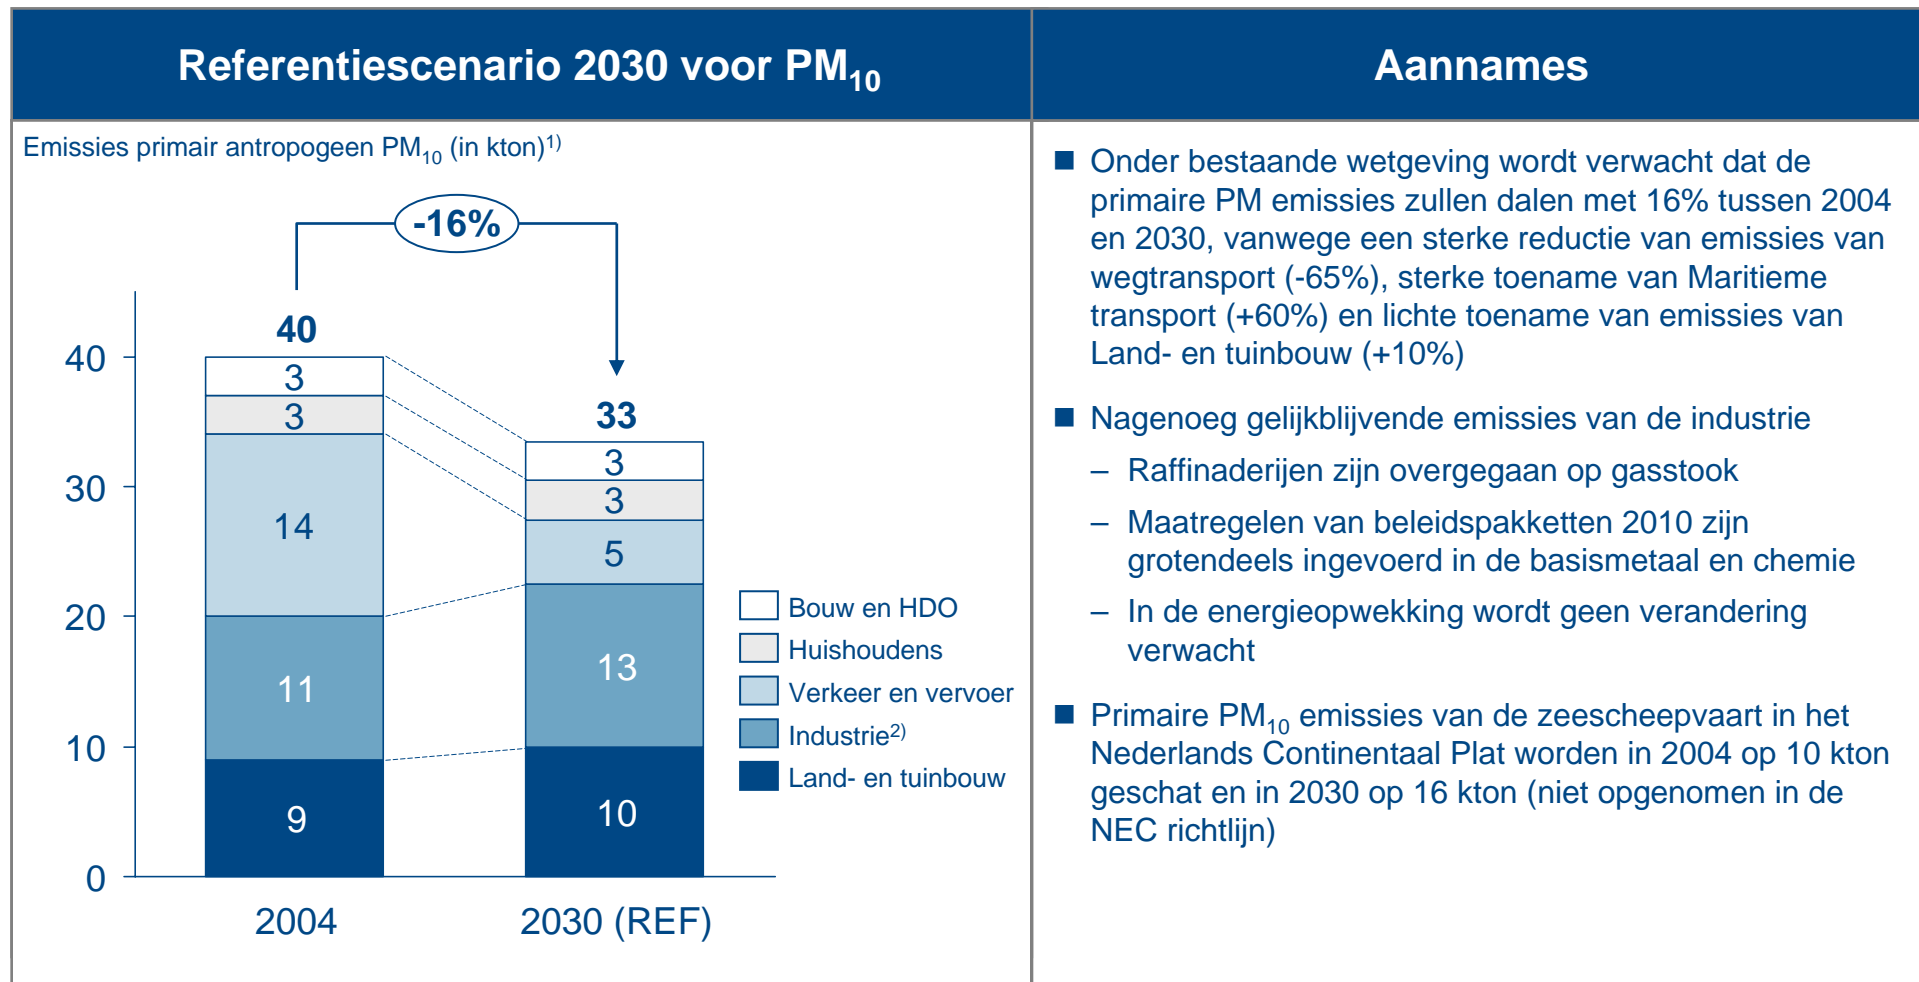 Referentiescenario 2030 voor PM10
Emissies primair antropogeen PM10 (in kton)1)
-16%
40
33
40
30
20
10
0
3
3
14
11
9
3
3
5
13
10
2004
2030 (REF)
Bouw en HDO
Huishoudens
Verkeer en vervoer
Industrie2)
Land- en tuinbouw
Aannames
■ Onder bestaande wetgeving wordt verwacht dat de
primaire PM emissies zullen dalen met 16% tussen 2004
en 2030, vanwege een sterke reductie van emissies van
wegtransport (-65%), sterke toename van Maritieme
transport (+60%) en lichte toename van emissies van
Land- en tuinbouw (+10%)
■ Nagenoeg gelijkblijvende emissies van de industrie
– Raffinaderijen zijn overgegaan op gasstook
– Maatregelen van beleidspakketten 2010 zijn
grotendeels ingevoerd in de basismetaal en chemie
– In de energieopwekking wordt geen verandering
verwacht
■ Primaire PM10 emissies van de zeescheepvaart in het
Nederlands Continentaal Plat worden in 2004 op 10 kton
geschat en in 2030 op 16 kton (niet opgenomen in de
NEC richtlijn)